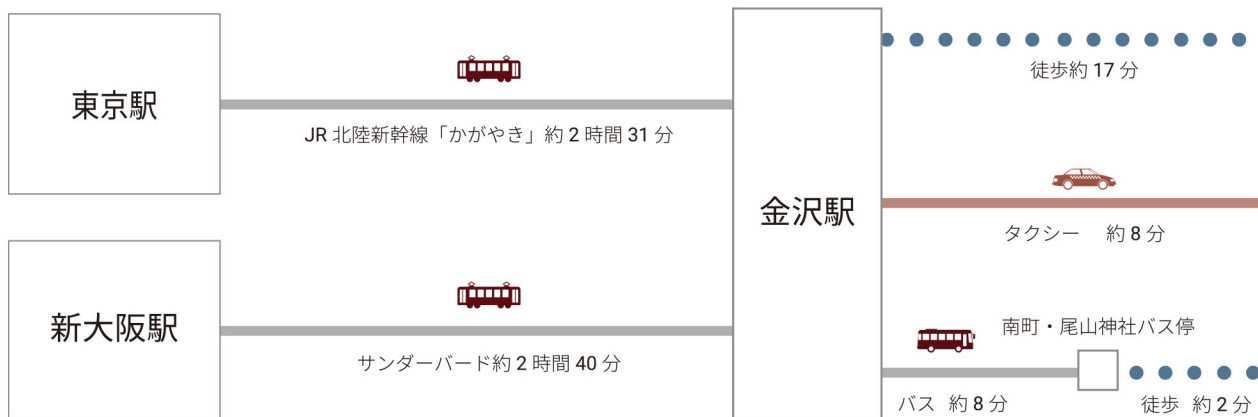 東京駅
JR 北陸新幹線「かがやき」約 2 時間 31 分
新大阪駅
サンダーバード約 2 時間 40 分
金沢駅
徒歩約 17 分
タクシー 約 8 分
南町・尾山神社バス停
バス 約 8 分
徒歩 約 2 分